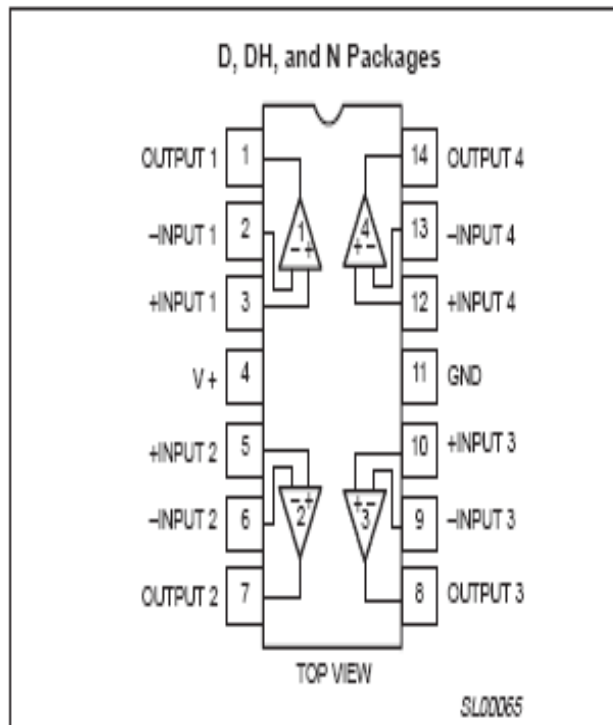 D, DH, and N Packages
OUTPUT 1 1 14 OUTPUT 4
–INPUT 1 2 13 –INPUT 4
1 4
–+ +–
+INPUT 1 3 12 +INPUT 4
V + 4 11 GND
+INPUT 2 5 10 +INPUT 3
–+ +–
2 3
–INPUT 2 6 9 –INPUT 3
OUTPUT 2 7 8 OUTPUT 3
TOP VIEW
SL00065